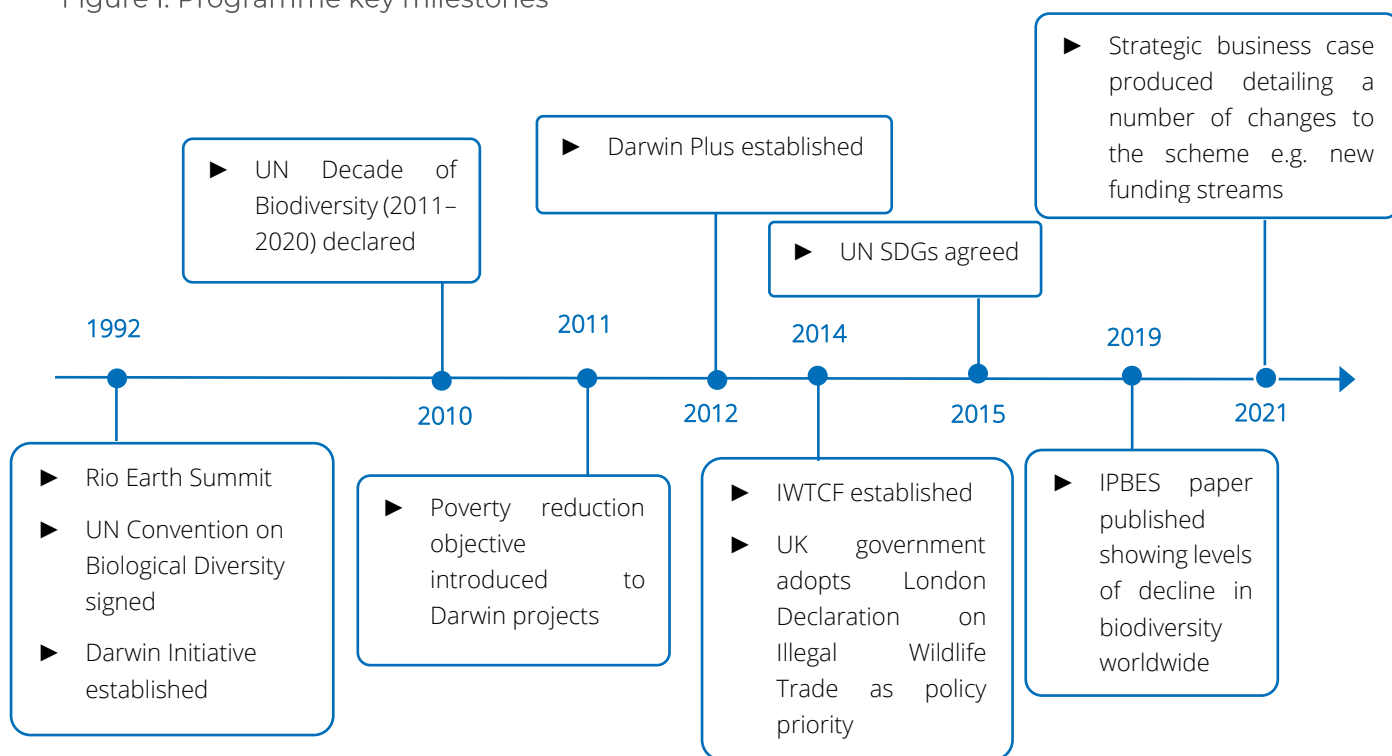 Figure 1: Programme key milestones
► Strategic business case
produced detailing a
number of changes to
the scheme e.g. new
funding streams
► Darwin Plus established
► UN Decade of
Biodiversity (2011–
2020) declared
► UN SDGs agreed
1992
2011
2014
2019
2010
2012
2015
2021
► Rio Earth Summit
► UN Convention on
Biological Diversity
signed
► Darwin Initiative
established
► Poverty reduction
objective
introduced to
Darwin projects
► IWTCF established
► UK government
adopts London
Declaration on
Illegal Wildlife
Trade as policy
priority
► IPBES paper
published
showing levels
of decline in
biodiversity
worldwide